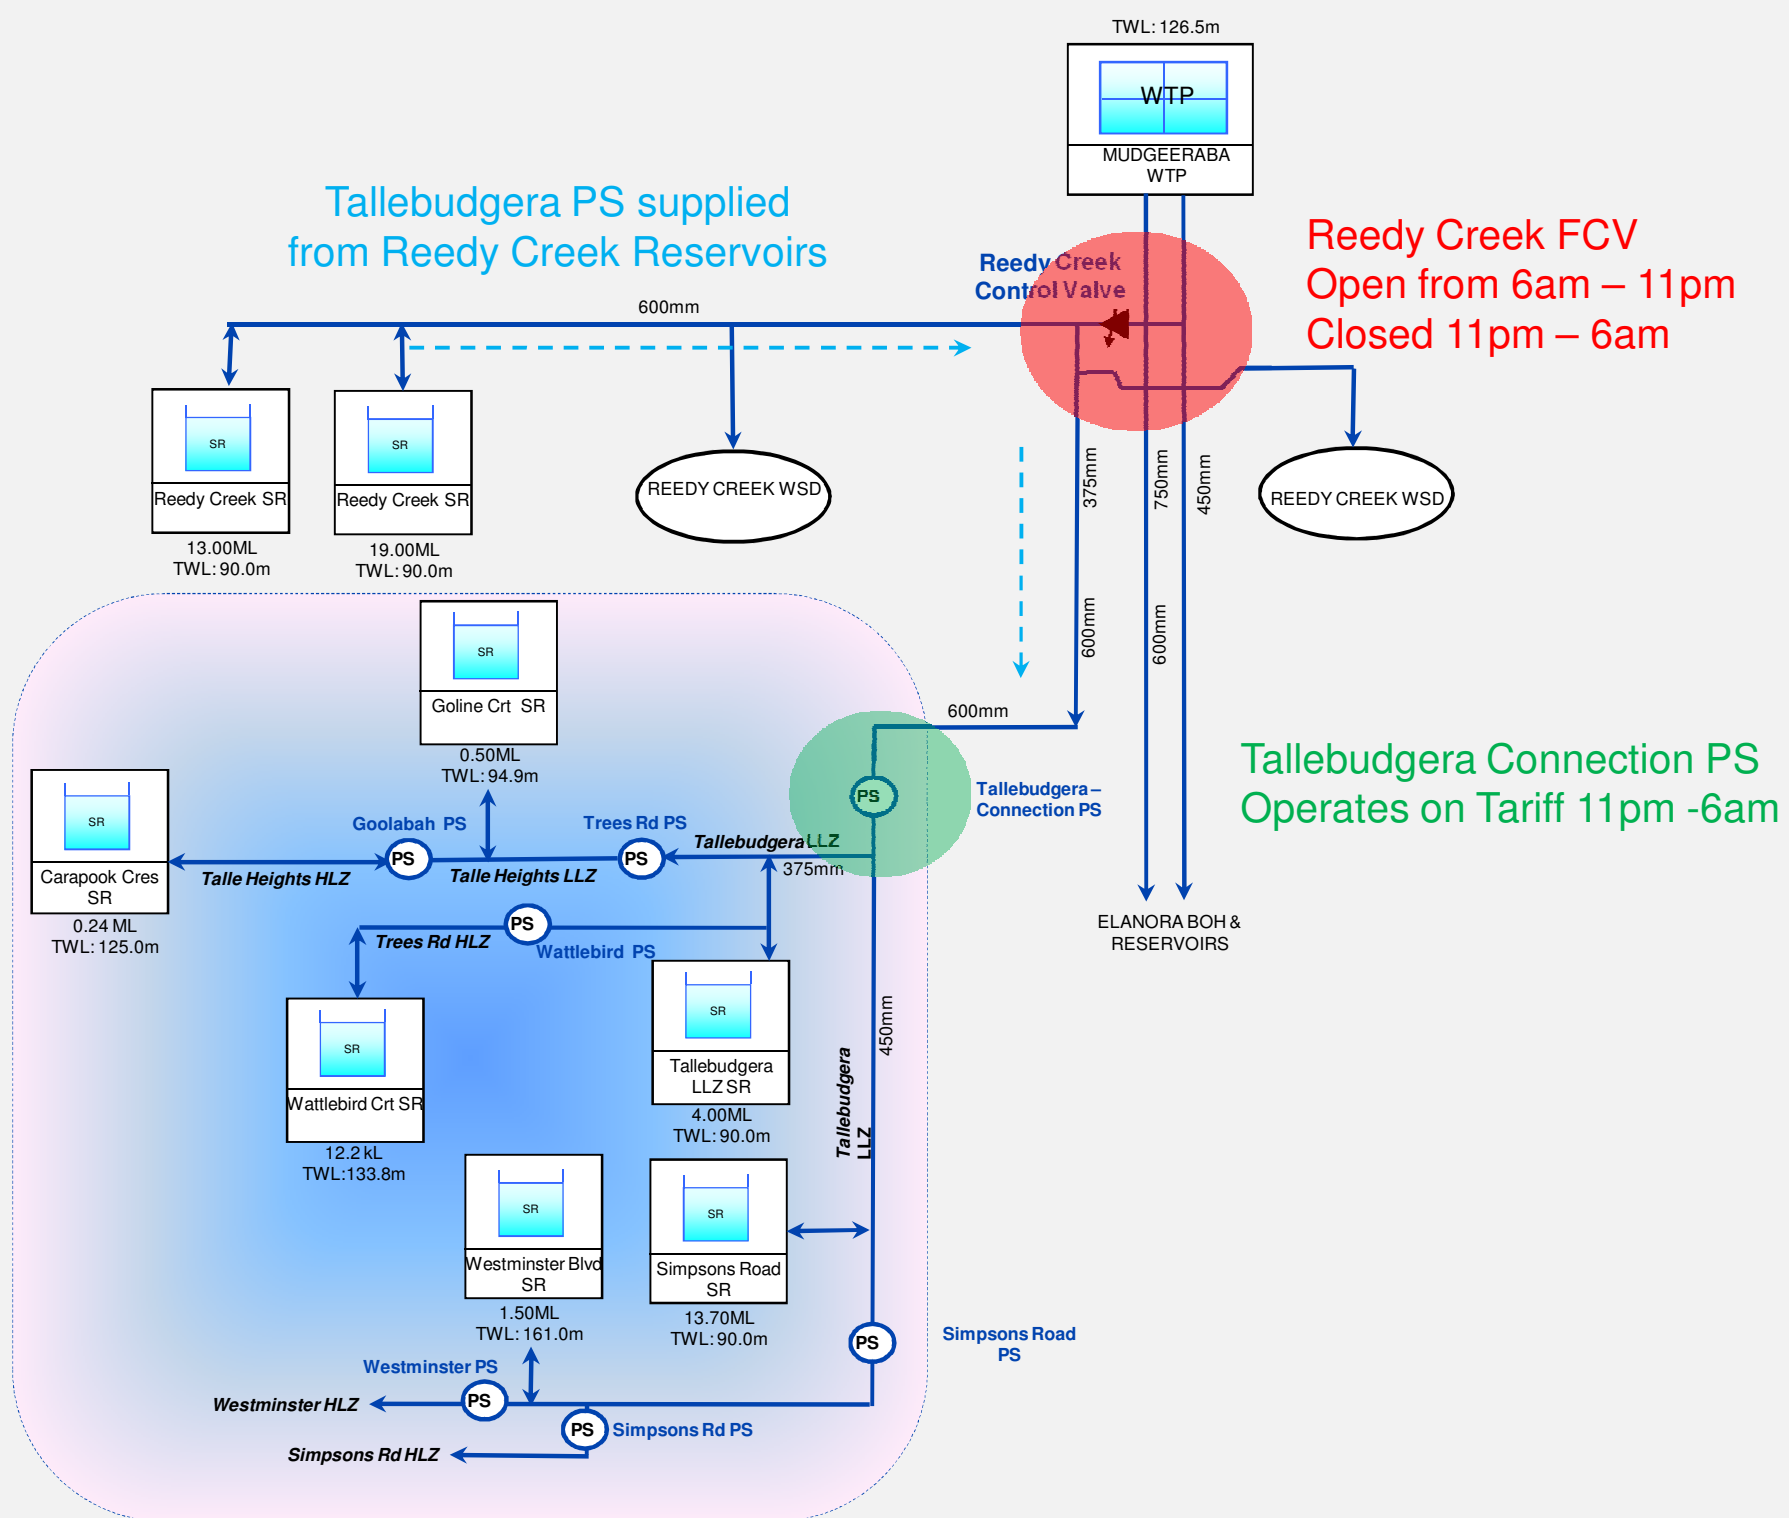 TWL: 126.5m
WTP
MUDGEERABA
WTP
Tallebudgera PS supplied
from Reedy Creek Reservoirs
Reedy Creek FCV
Open from 6am – 11pm
Closed 11pm – 6am
Reedy Creek
Control Valve
600mm
SR
Reedy Creek SR
13.00ML
TWL: 90.0m
SR
Reedy Creek SR
19.00ML
TWL: 90.0m
REEDY CREEK WSD
375mm
750mm
450mm
REEDY CREEK WSD
600mm
600mm
SR
Goline Crt SR
0.50ML
TWL: 94.9m
600mm
Tallebudgera Connection PS
Operates on Tariff 11pm -6am
PS
Tallebudgera –
Connection PS
SR
Carapook Cres
SR
0.24 ML
TWL: 125.0m
Goolabah PS
PS
Trees Rd PS
PS
Tallebudgera LLZ
375mm
Talle Heights HLZ
Talle Heights LLZ
PS
Trees Rd HLZ
Wattlebird PS
ELANORA BOH &
RESERVOIRS
SR
Wattlebird Crt SR
12.2 kL
TWL:133.8m
SR
Tallebudgera
LLZ SR
4.00ML
TWL: 90.0m
450mm
Tallebudgera
LLZ
SR
Westminster Blvd
SR
1.50ML
TWL: 161.0m
SR
Simpsons Road
SR
13.70ML
TWL: 90.0m
PS
Simpsons Road
PS
Westminster PS
PS
Westminster HLZ
PS
Simpsons Rd PS
Simpsons Rd HLZ